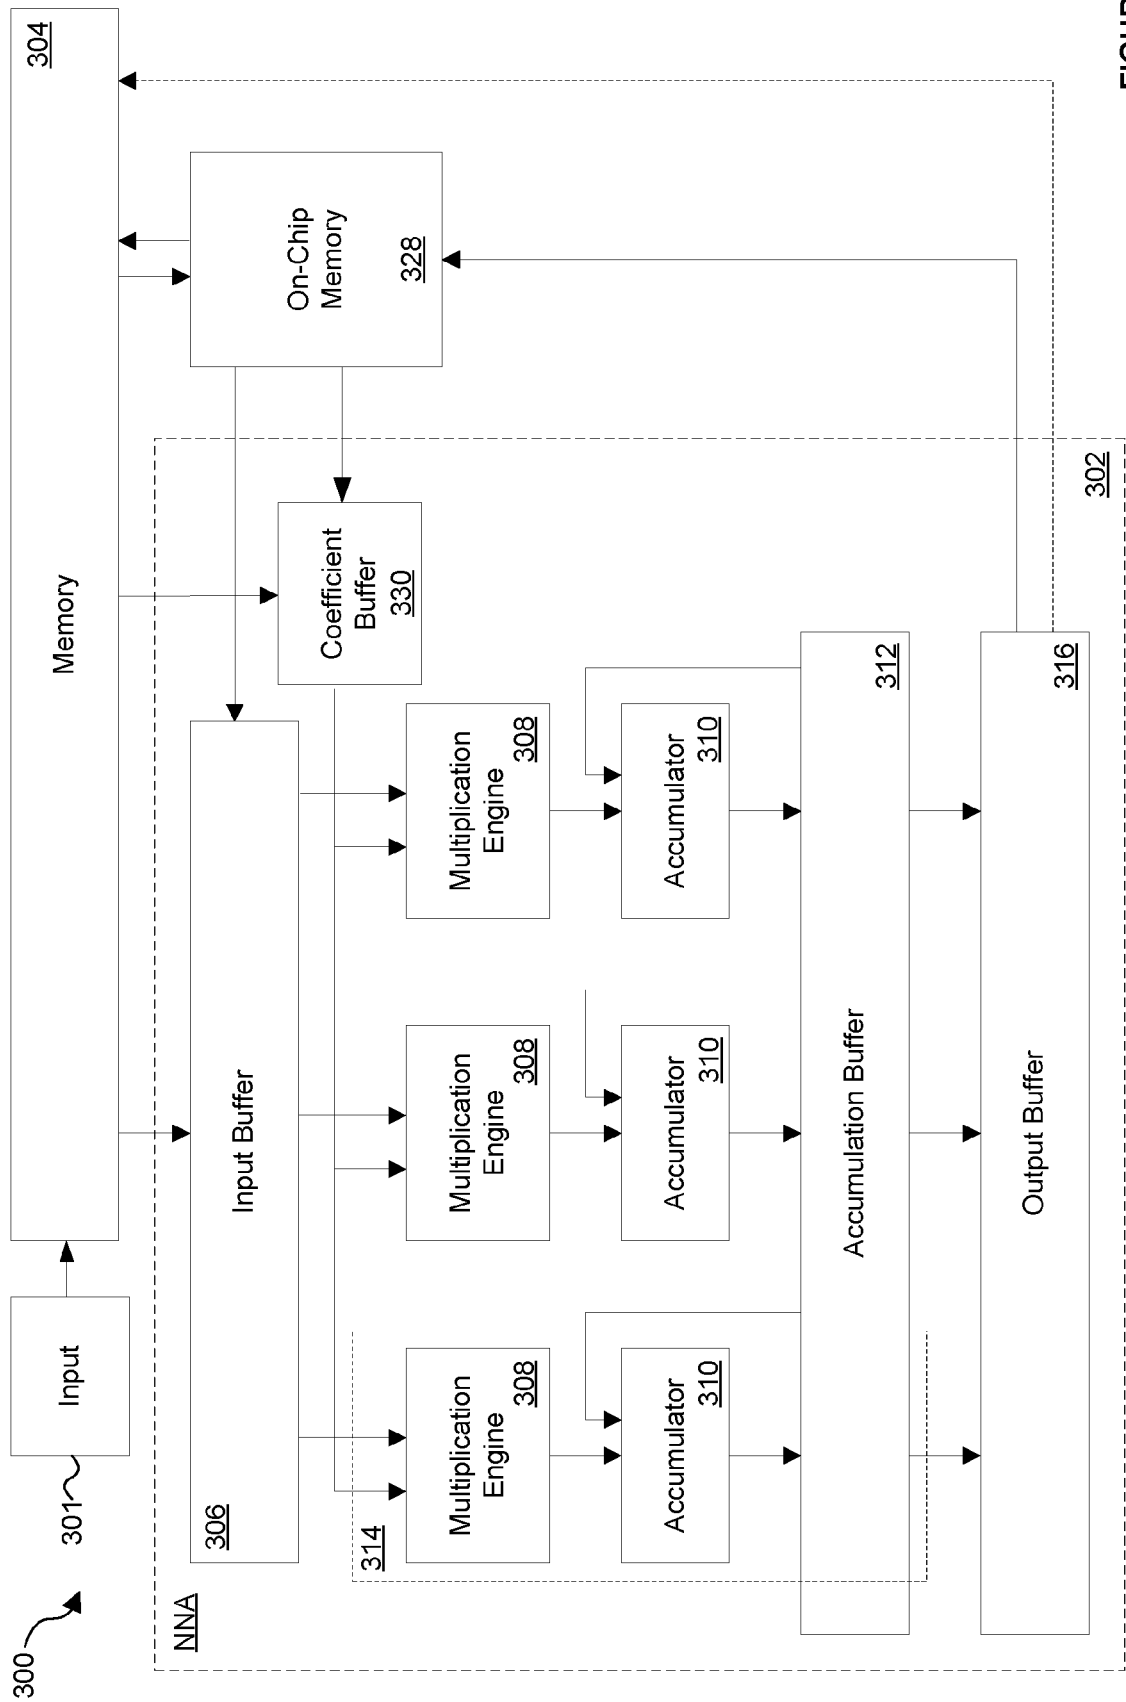 300
301
Input
Memory
304
NNA
306
Input Buffer
Coefficient
Buffer
330
On-Chip
Memory
328
314
Multiplication
Engine
308
Multiplication
Engine
308
Multiplication
Engine
308
Accumulator
310
Accumulator
310
Accumulator
310
Accumulation Buffer
312
Output Buffer
316
302